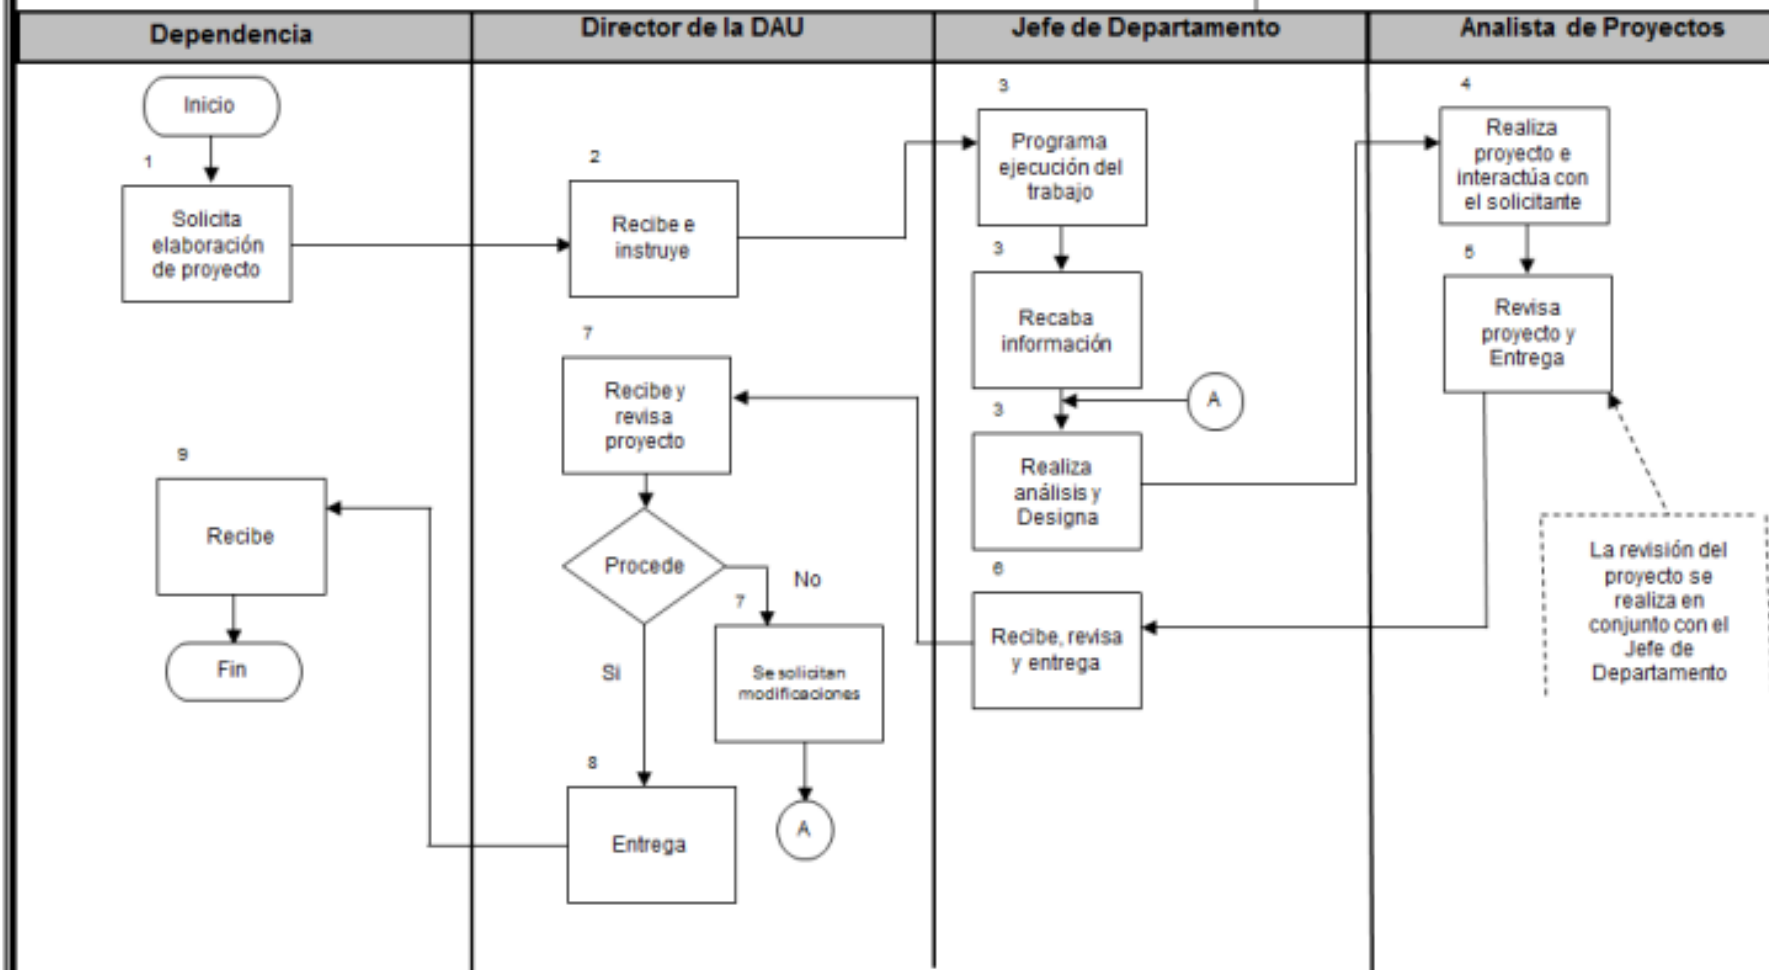 Dependencia
Director de la DAU
Jefe de Departamento
Analista de Proyectos
Inicio
1
Solicita
elaboración
de proyecto
2
Recibe e
instruye
3
Programa
ejecución del
trabajo
3
Recaba
información
A
3
Realiza
análisis y
Designa
4
Realiza
proyecto e
interactúa con
el solicitante
5
Revisa
proyecto y
Entrega
La revisión del
proyecto se
realiza en
conjunto con el
Jefe de
Departamento
6
Recibe, revisa
y entrega
7
Recibe y
revisa
proyecto
Procede
No
7
Se solicitan
modificaciones
A
Si
8
Entrega
9
Recibe
Fin